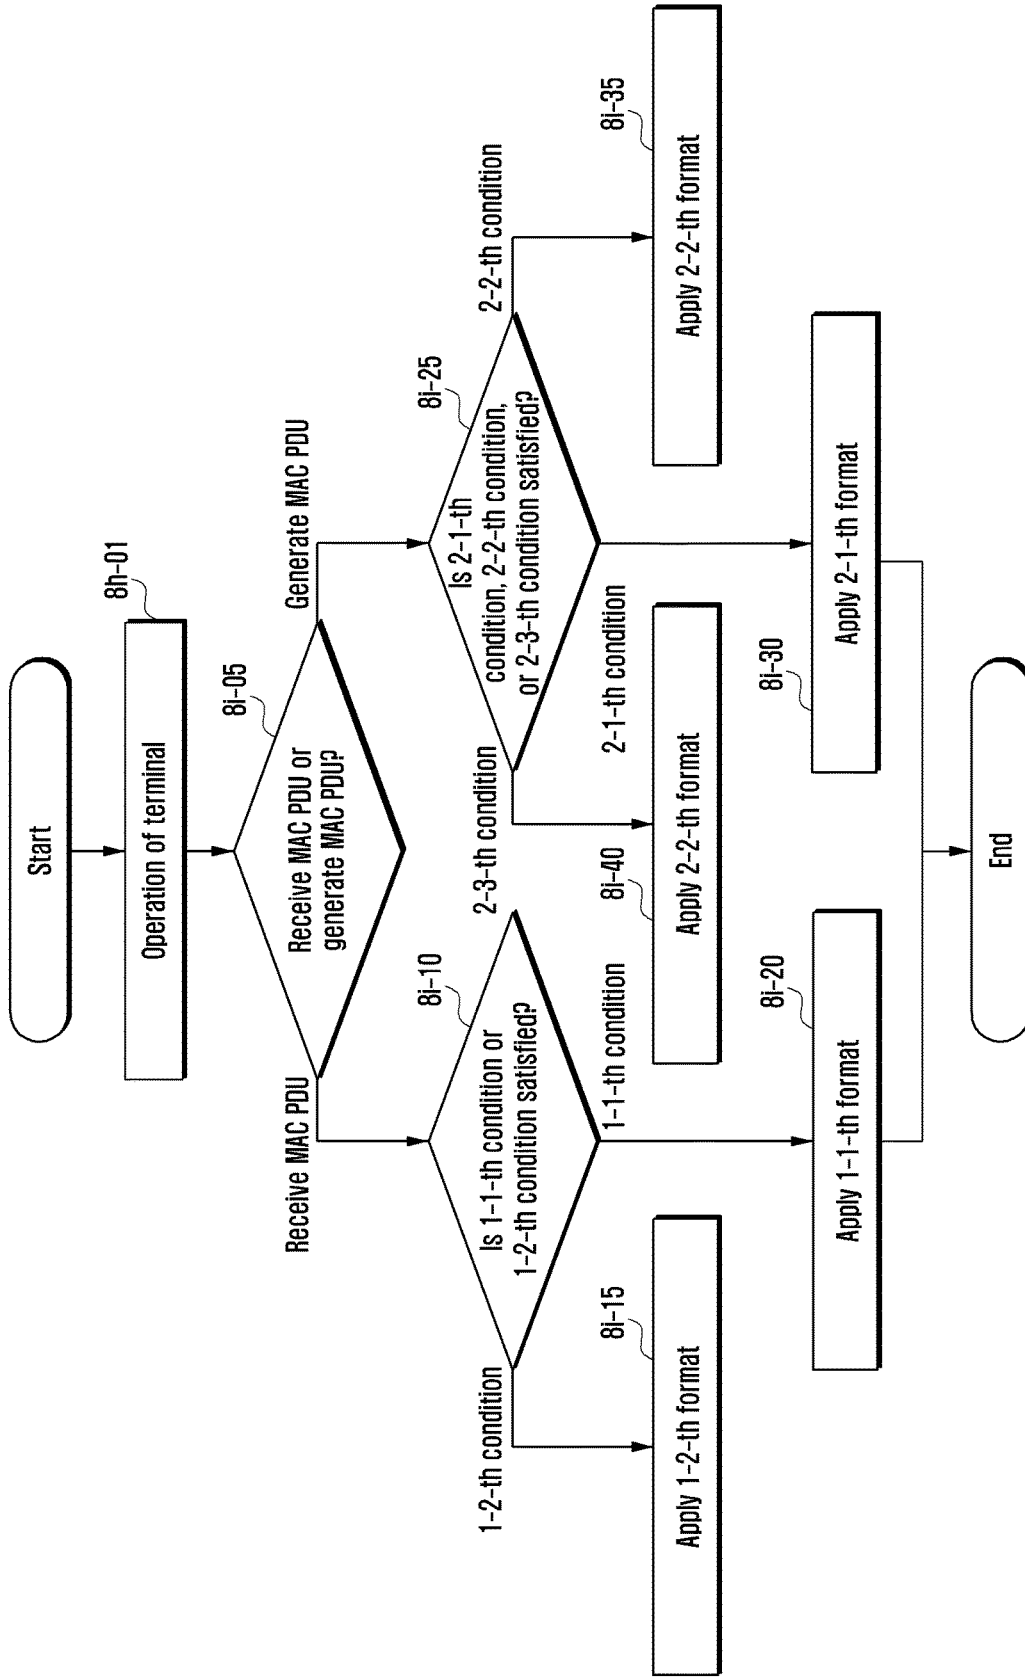 Start
8h-01
Operation of terminal
8i-05
Receive MAC PDU or
generate MAC PDU?
Receive MAC PDU
Generate MAC PDU
8i-10
Is 1-1-th condition or
1-2-th condition satisfied?
8i-25
Is 2-1-th
condition, 2-2-th condition,
or 2-3-th condition satisfied?
1-2-th condition
2-3-th condition
2-2-th condition
8i-15
Apply 1-2-th format
1-1-th condition
8i-40
Apply 2-2-th format
2-1-th condition
8i-35
Apply 2-2-th format
8i-20
Apply 1-1-th format
8i-30
Apply 2-1-th format
End